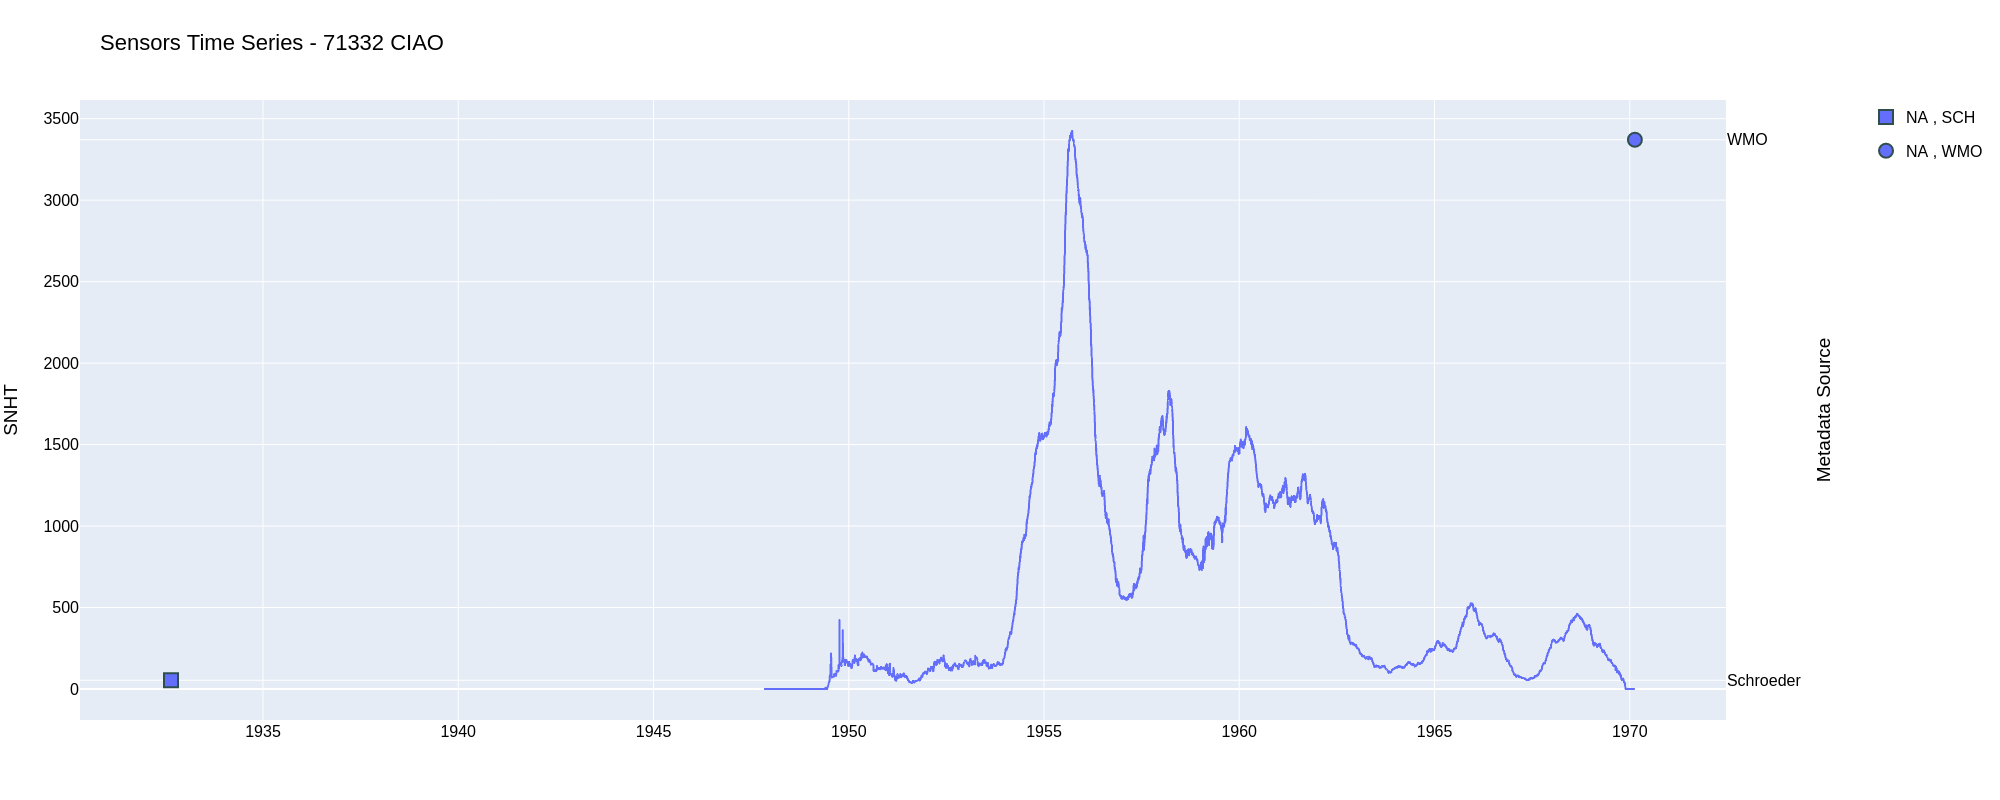 Sensors Time Series - 71332 CIAO
NA , SCH
NA , WMO
3500
3000
2500
2000
1500
1000
500
0
SNHT
WMO
Schroeder
Metadata Source
1935
1940
1945
1950
1955
1960
1965
1970